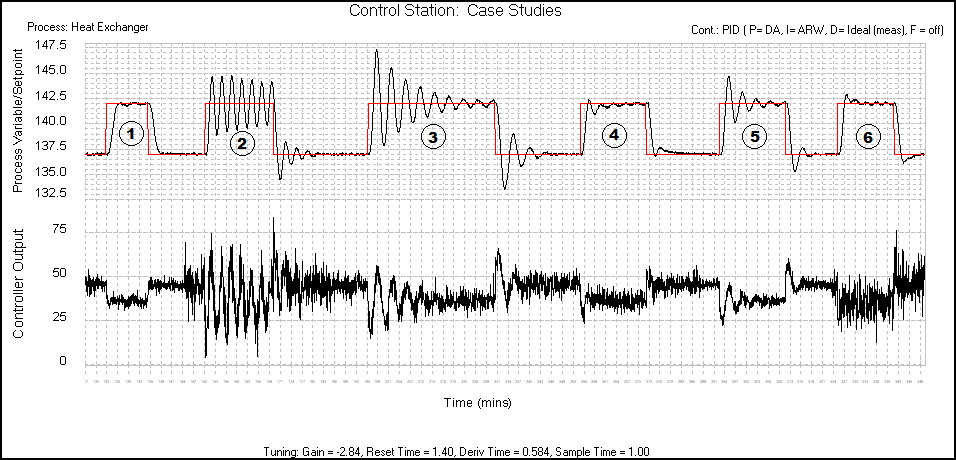 Control Station: Case Studies
Process: Heat Exchanger
Cont.: PID ( P= DA, I= ARW, D= Ideal (meas), F = off)
Process Variable/Setpoint
147.5
145.0
142.5
140.0
137.5
135.0
132.5
1
2
3
4
5
6
Controller Output
75
50
25
0
Time (mins)
Tuning: Gain = -2.84, Reset Time = 1.40, Deriv Time = 0.584, Sample Time = 1.00